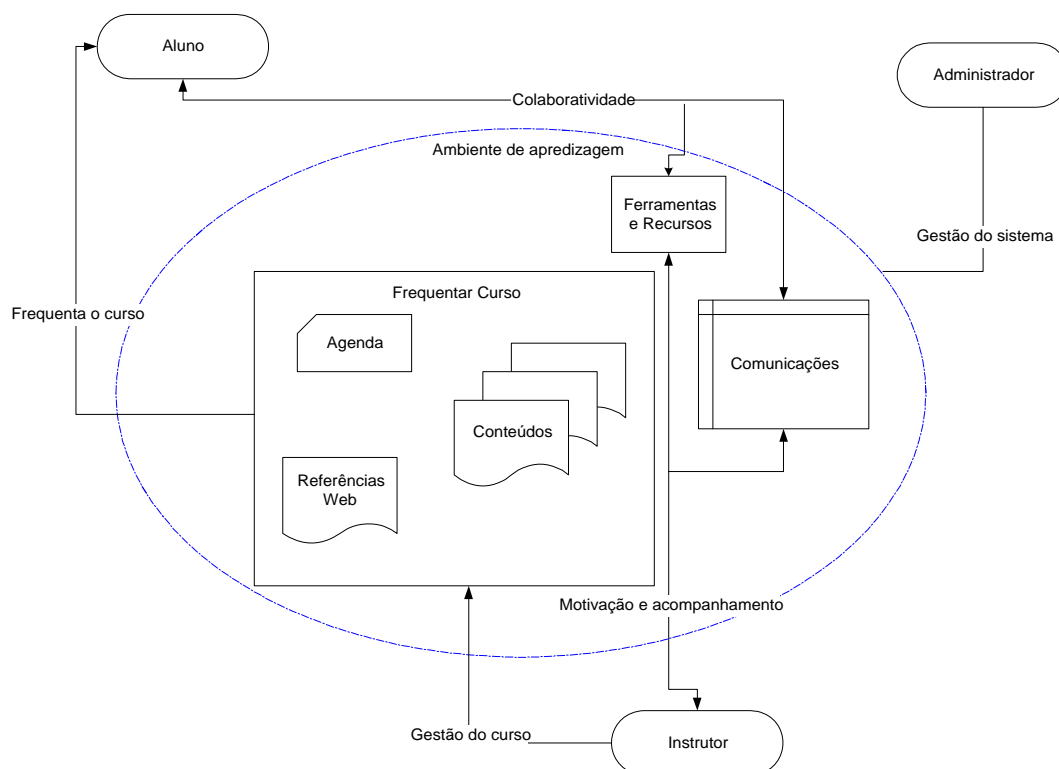 Aluno
Administrador
Colaboratividade
Ambiente de apredizagem
Ferramentas
e Recursos
Gestão do sistema
Frequentar Curso
Frequenta o curso
Agenda
Comunicações
Conteúdos
Referências
Web
Motivação e acompanhamento
Gestão do curso
Instrutor